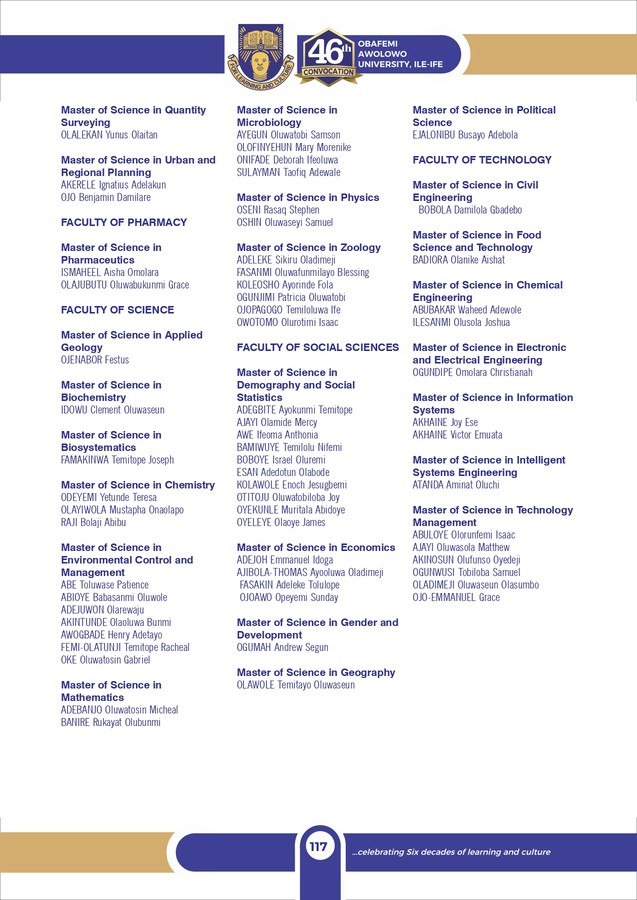 FOR LEARNING AND CULTURE
46th
CONVOCATION
OBAFEMI
AWOLOWO
UNIVERSITY, ILE-IFE
Master of Science in Quantity
Surveying
OLALEKAN Yunus Olaitan
Master of Science in Urban and
Regional Planning
AKERELE Ignatius Adelakun
OJO Benjamin Damilare
FACULTY OF PHARMACY
Master of Science in
Pharmaceutics
ISMAHEEL Aisha Omolara
OLAJUBUTU Oluwabukunmi Grace
FACULTY OF SCIENCE
Master of Science in Applied
Geology
OJENABOR Festus
Master of Science in
Biochemistry
IDOWU Clement Oluwaseun
Master of Science in
Biosystematics
FAMAKINWA Temitope Joseph
Master of Science in Chemistry
ODEYEMI Yetunde Teresa
OLAYIWOLA Mustapha Onaolapo
RAJI Bolaji Abibu
Master of Science in
Environmental Control and
Management
ABE Toluwase Patience
ABIOYE Babasanmi Oluwole
ADEJUWON Olarewaju
AKINTUNDE Olaoluwa Bunmi
AWOGBADE Henry Adetayo
FEMI-OLATUNJI Temitope Racheal
OKE Oluwatosin Gabriel
Master of Science in
Mathematics
ADEBANJO Oluwatosin Micheal
BANIRE Rukayat Olubunmi
Master of Science in
Microbiology
AYEGUN Oluwatobi Samson
OLOFINYEHUN Mary Morenike
ONIFADE Deborah Ifeoluwa
SULAYMAN Taofiq Adewale
Master of Science in Physics
OSENI Rasaq Stephen
OSHIN Oluwaseyi Samuel
Master of Science in Zoology
ADELEKE Sikiru Oladimeji
FASANMI Oluwafunmilayo Blessing
KOLEOSHO Ayorinde Fola
OGUNJIMI Patricia Oluwatobi
OJOPAGOGO Temiloluwa Ife
OWOTOMO Olurotimi Isaac
FACULTY OF SOCIAL SCIENCES
Master of Science in
Demography and Social
Statistics
ADEGBITE Ayokunmi Temitope
AJAYI Olamide Mercy
AWE Ifeoma Anthonia
BAMIWUYE Temilolu Nifemi
BOBOYE Israel Oluremi
ESAN Adedotun Olabode
KOLAWOLE Enoch Jesugbemi
OTITOJU Oluwatobiloba Joy
OYEKUNLE Muritala Abidoye
OYELEYE Olaoye James
Master of Science in Economics
ADEJOH Emmanuel Idoga
AJIBOLA-THOMAS Ayooluwa Oladimeji
FASAKIN Adeleke Tolulope
OJOAWO Opeyemi Sunday
Master of Science in Gender and
Development
OGUMAH Andrew Segun
Master of Science in Geography
OLAWOLE Temitayo Oluwaseun
Master of Science in Political
Science
EJALONIBU Busayo Adebola
FACULTY OF TECHNOLOGY
Master of Science in Civil
Engineering
BOBOLA Damilola Gbadebo
Master of Science in Food
Science and Technology
BADIORA Olanike Aishat
Master of Science in Chemical
Engineering
ABUBAKAR Waheed Adewole
ILESANMI Olusola Joshua
Master of Science in Electronic
and Electrical Engineering
OGUNDIPE Omolara Christianah
Master of Science in Information
Systems
AKHAINE Joy Ese
AKHAINE Victor Emuata
Master of Science in Intelligent
Systems Engineering
ATANDA Aminat Oluchi
Master of Science in Technology
Management
ABULOYE Olorunfemi Isaac
AJAYI Oluwasola Matthew
AKINOSUN Olufunso Oyedeji
OGUNWUSI Tobiloba Samuel
OLADIMEJI Oluwaseun Olasumbo
OJO-EMMANUEL Grace
117
...celebrating Six decades of learning and culture